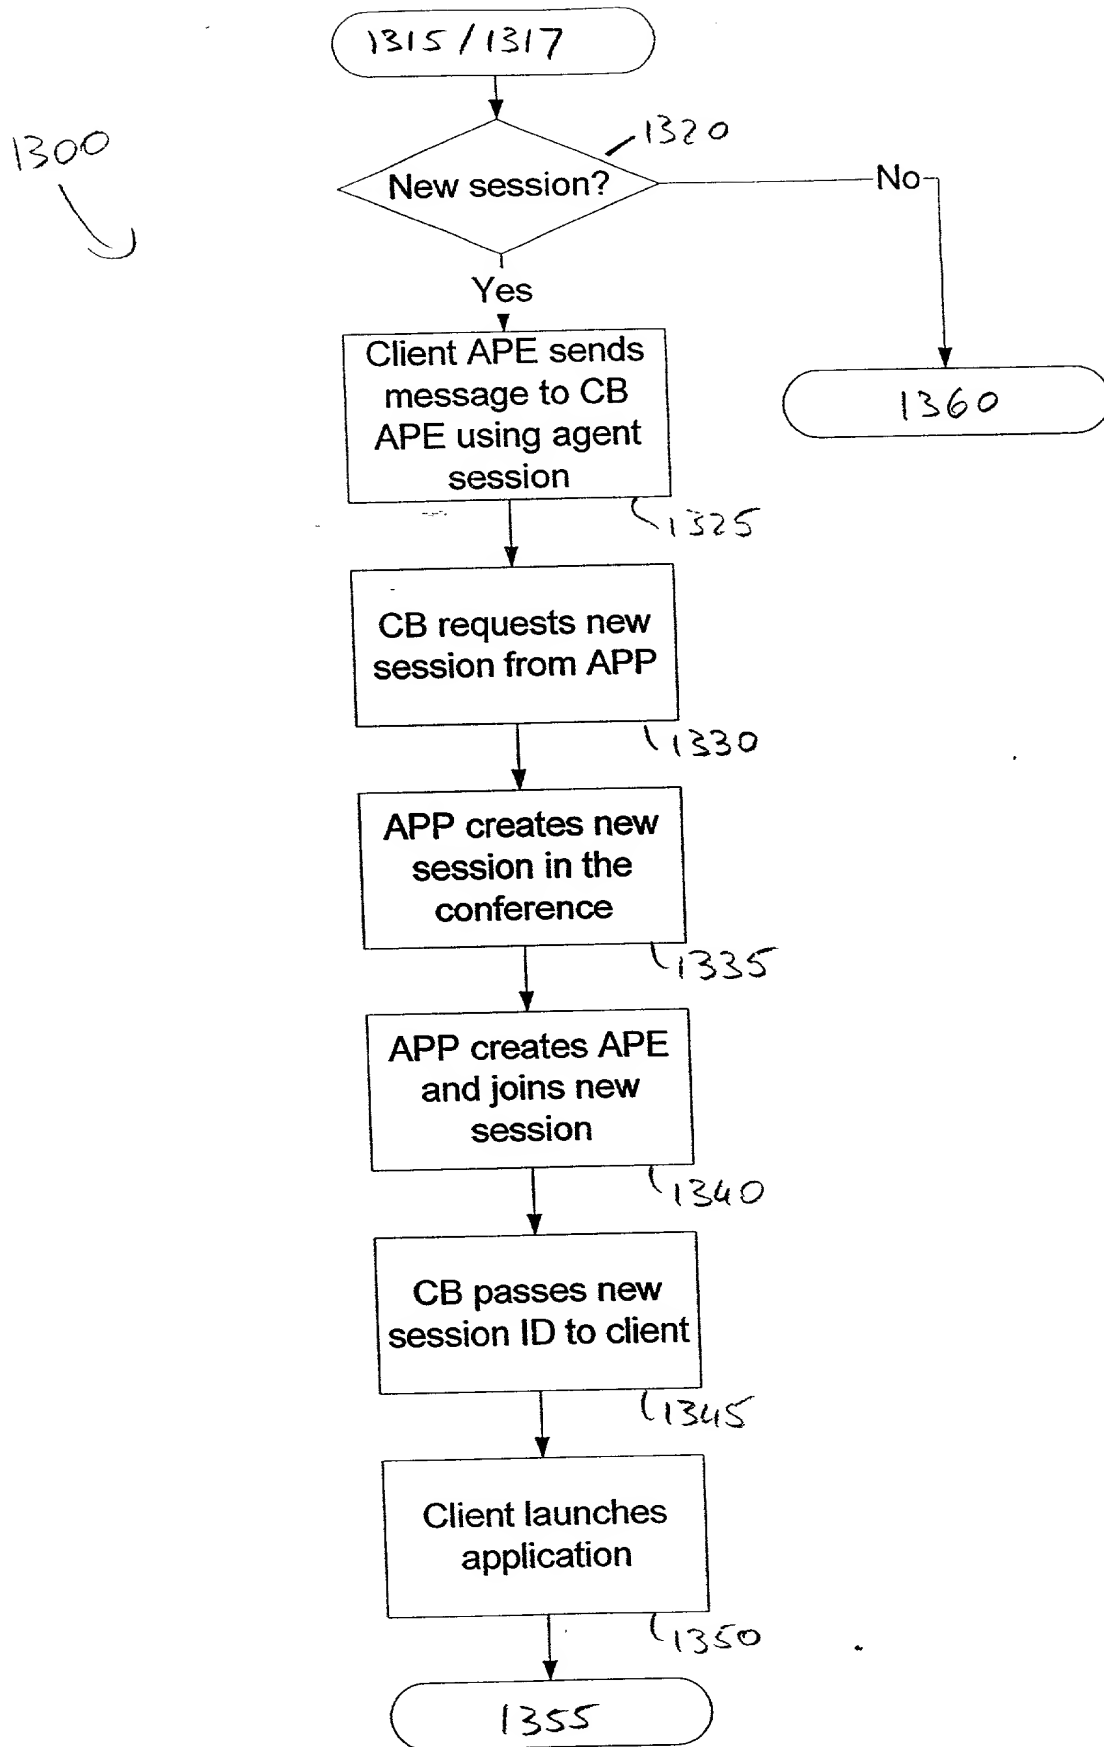 1315 / 1317
1300
1320
New session?
No
Yes
Client APE sends
message to CB
APE using agent
session
1360
1325
CB requests new
session from APP
1330
APP creates new
session in the
conference
1335
APP creates APE
and joins new
session
1340
CB passes new
session ID to client
1345
Client launches
application
1350
1355